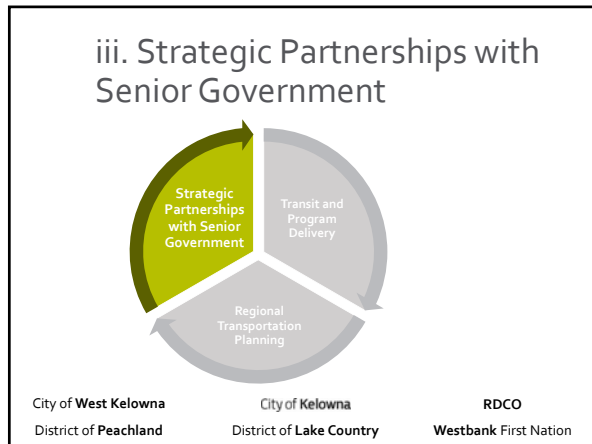 iii. Strategic Partnerships with
Senior Government
Strategic
Partnerships
with Senior
Government
Transit and
Program
Delivery
Regional
Transportation
Planning
City of West Kelowna
City of Kelowna
RDCO
District of Peachland
District of Lake Country
Westbank First Nation